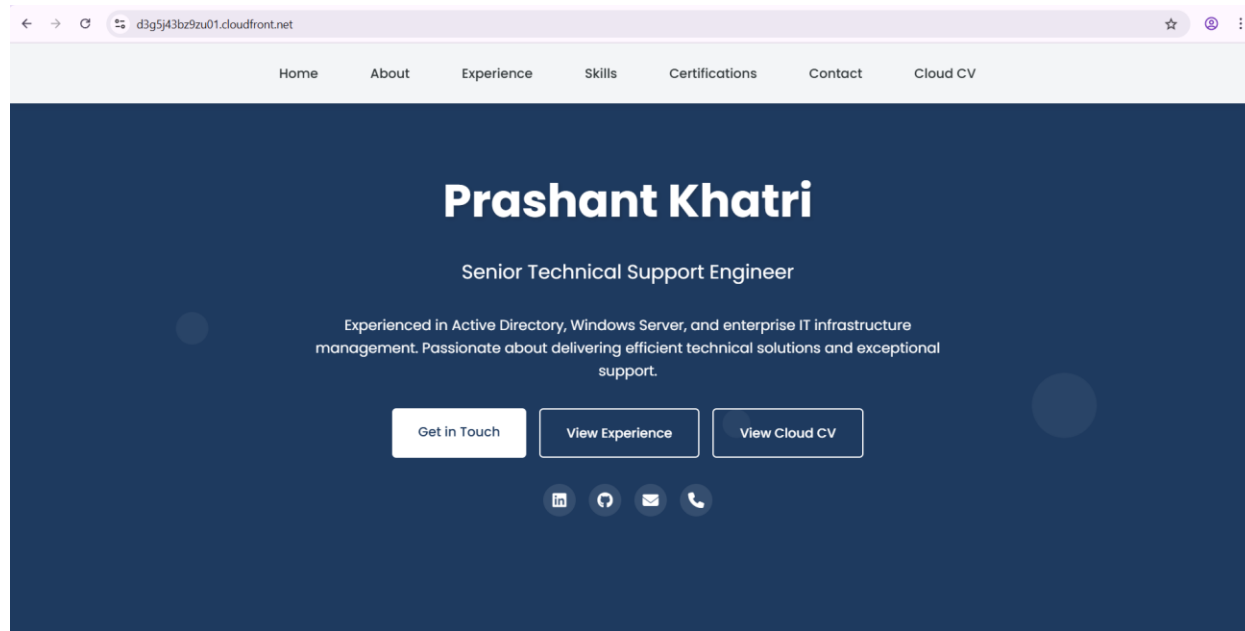 d3g5j43bz9zu01.cloudfront.net
Home About Experience Skills Certifications Contact Cloud CV
Prashant Khatri
Senior Technical Support Engineer
Experienced in Active Directory, Windows Server, and enterprise IT infrastructure
management. Passionate about delivering efficient technical solutions and exceptional
support.
Get in Touch View Experience View Cloud CV
in